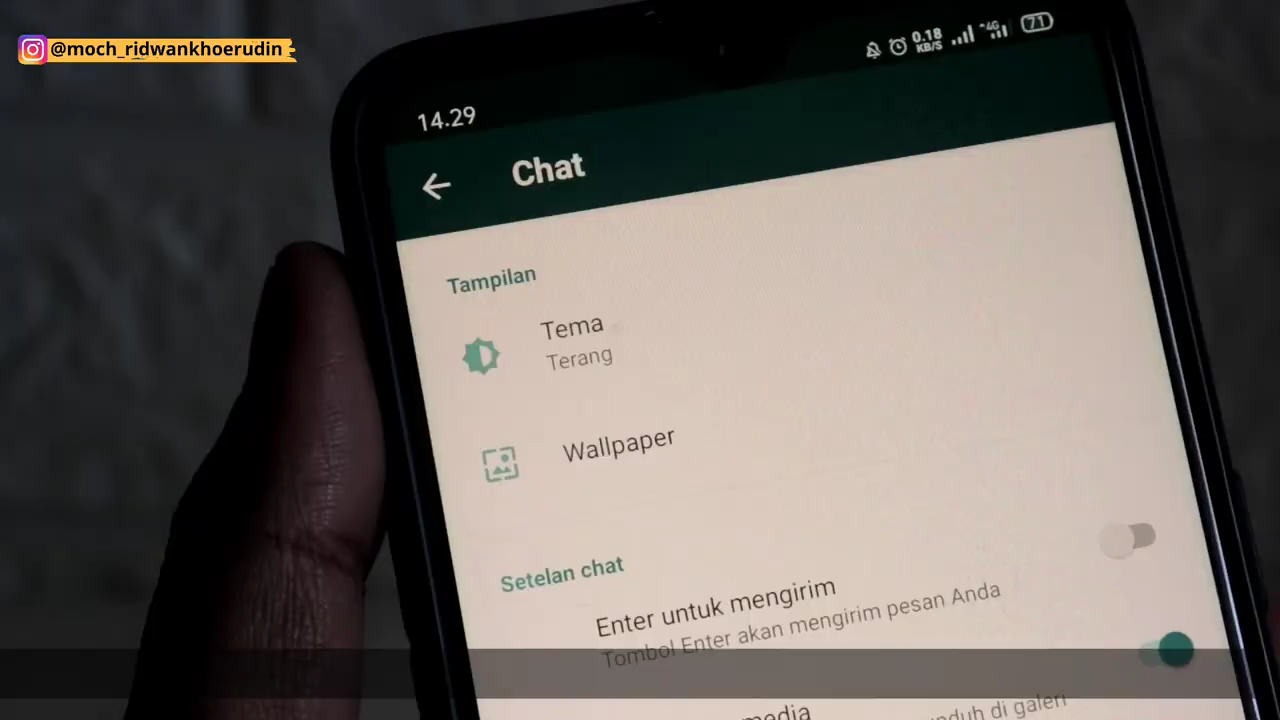 @moch_ridwankhoerudin
0.18
KB/S
4G
71
14.29
Chat
Tampilan
Tema
Terang
Wallpaper
Setelan chat
Enter untuk mengirim
Tombol Enter akan mengirim pesan Anda
media
di galeri